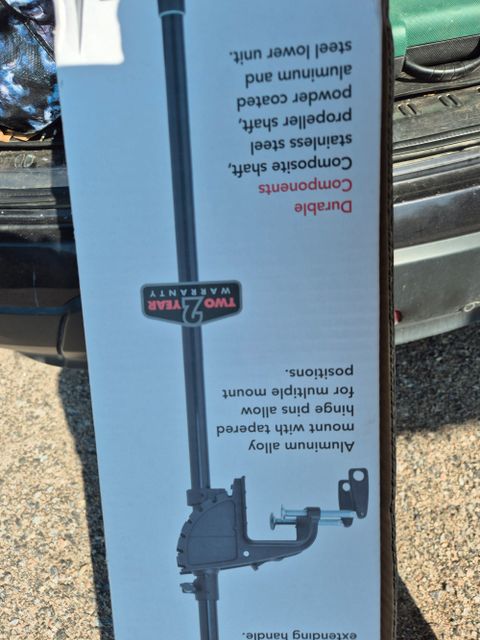 extending handle.
Aluminum alloy
mount with tapered
hinge pins allow
for multiple mount
positions.
TWO 2 YEAR
WARRANTY
Durable
Components
Composite shaft,
stainless steel
propeller shaft,
powder coated
aluminum and
steel lower unit.